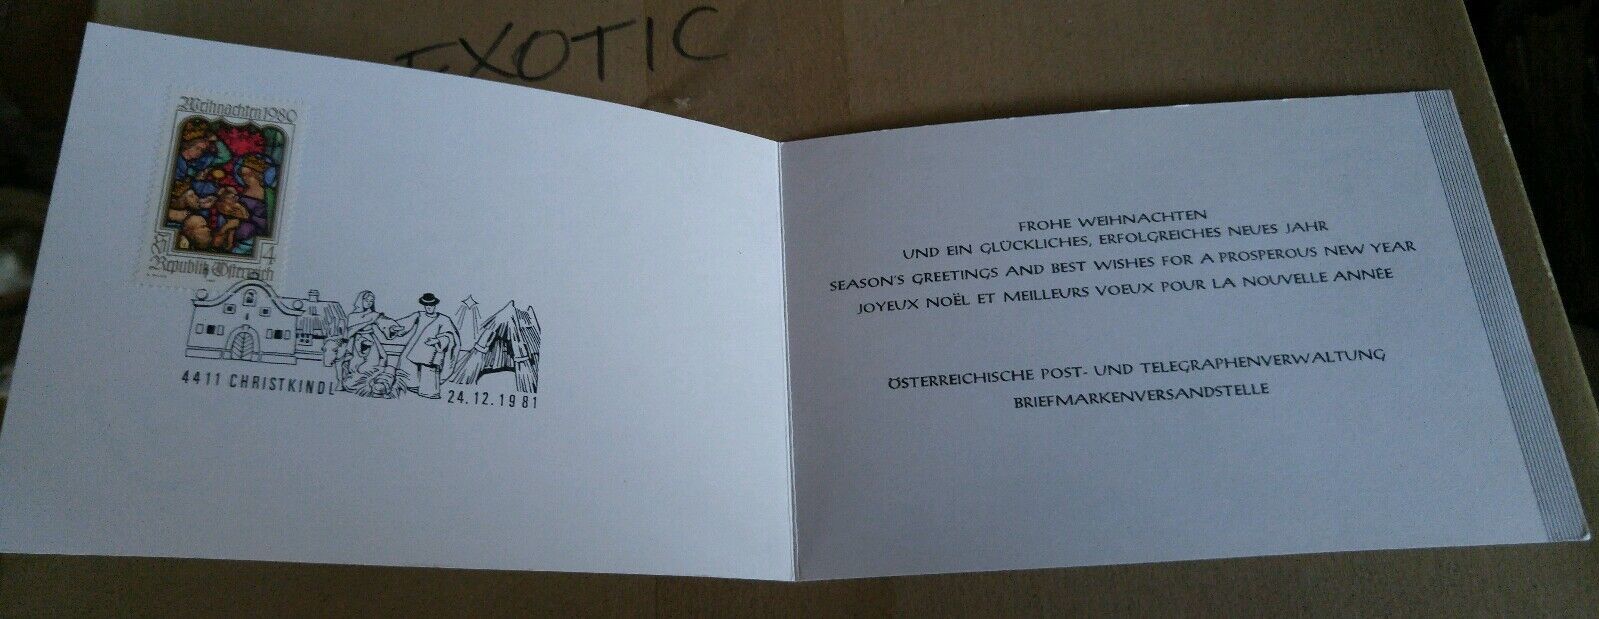 EXOTIC
Weihnachten 1980
S 4
Republik Österreich
4411 CHRISTKINDL
24.12.1981
FROHE WEIHNACHTEN
UND EIN GLÜCKLICHES, ERFOLGREICHES NEUES JAHR
SEASON'S GREETINGS AND BEST WISHES FOR A PROSPEROUS NEW YEAR
JOYEUX NOËL ET MEILLEURS VOEUX POUR LA NOUVELLE ANNÉE
ÖSTERREICHISCHE POST- UND TELEGRAPHENVERWALTUNG
BRIEFMARKENVERSANDSTELLE